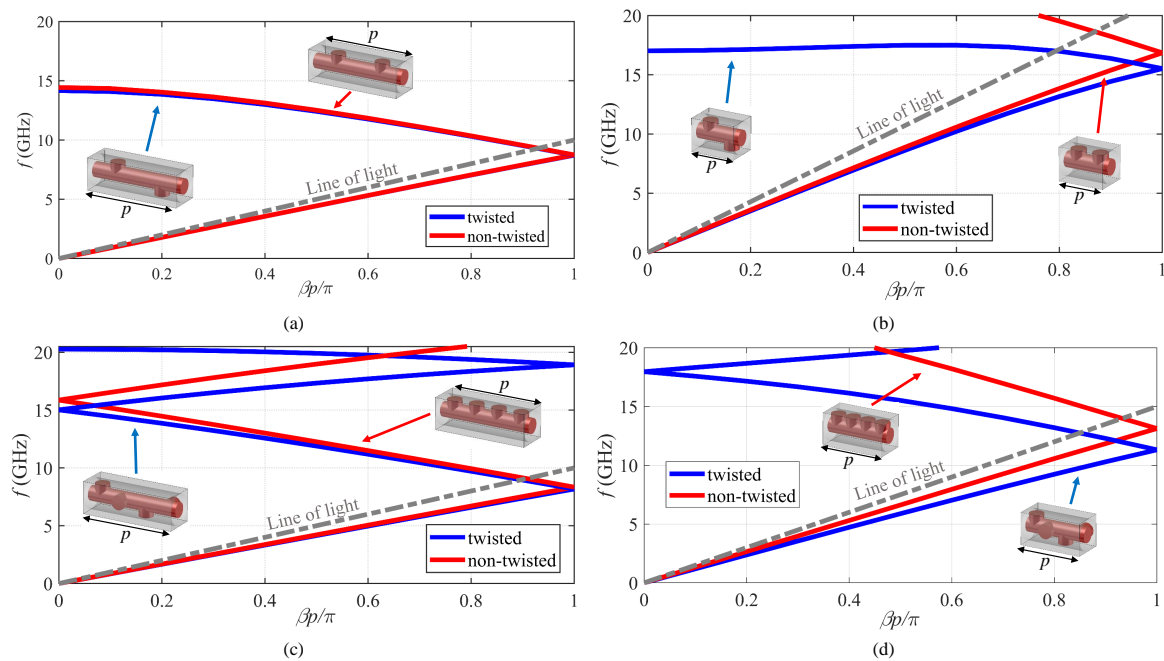 20
15
10
5
0
f (GHz)
0
0.2
0.4
0.6
0.8
1
βp/π
p
p
Line of light
twisted
non-twisted
(a)
20
15
10
5
0
f (GHz)
0
0.2
0.4
0.6
0.8
1
βp/π
p
p
Line of light
twisted
non-twisted
(b)
20
15
10
5
0
f (GHz)
0
0.2
0.4
0.6
0.8
1
βp/π
p
p
Line of light
twisted
non-twisted
(c)
20
15
10
5
0
f (GHz)
0
0.2
0.4
0.6
0.8
1
βp/π
p
p
Line of light
twisted
non-twisted
(d)